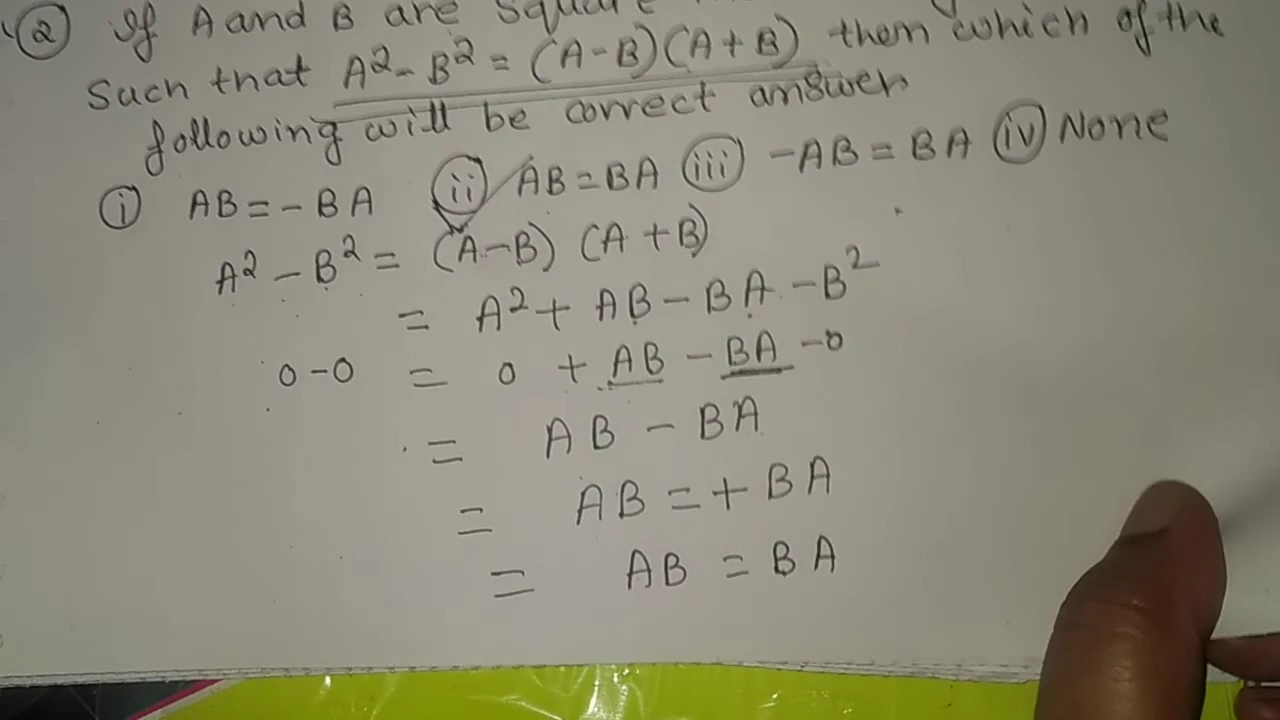 ② If A and B are square
such that A² - B² = (A-B)(A+B) then which of the
following will be correct answer
ⓘ AB = - BA ⓘⓘ AB = BA ⓘⓘⓘ -AB = BA ⓘⓥ None
A² - B² = (A-B) (A+B)
= A² + AB - BA - B²
0-0 = 0 + AB - BA - 0
= AB - BA
= AB = + BA
= AB = BA